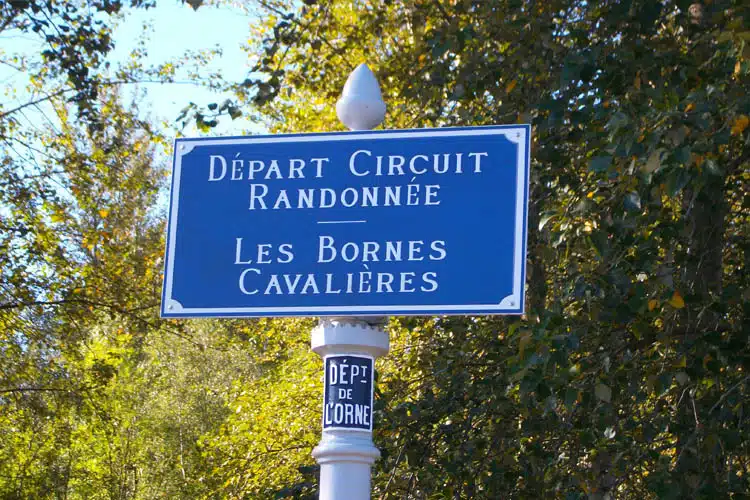 Départ Circuit
Randonnée
Les Bornes
Cavalières
DÉPT
DE
L'ORNE